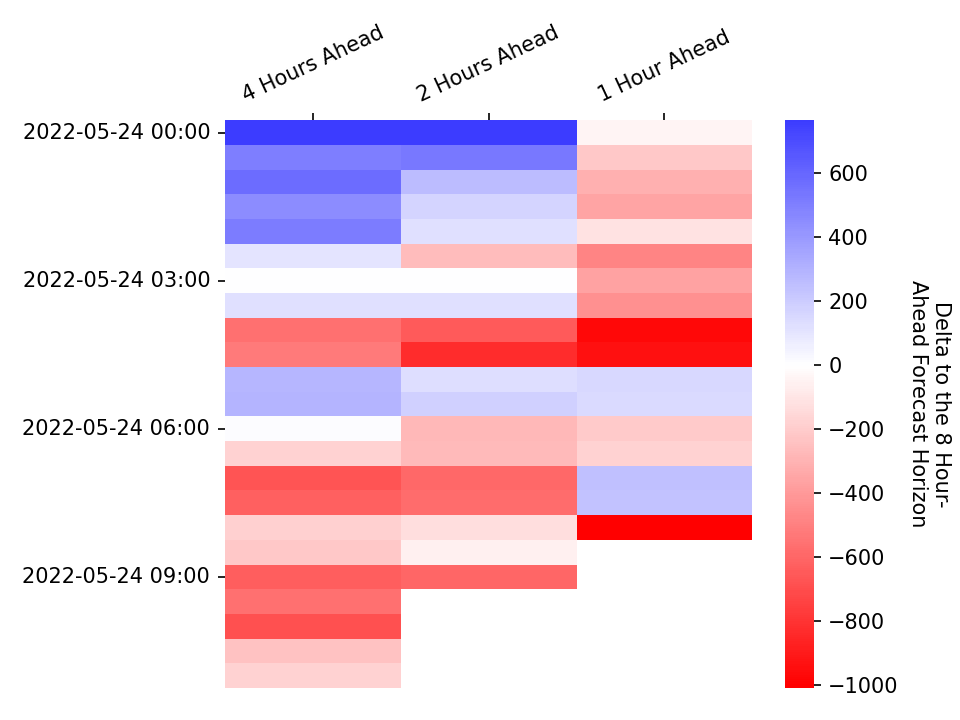 4 Hours Ahead
2 Hours Ahead
1 Hour Ahead
2022-05-24 00:00
2022-05-24 03:00
2022-05-24 06:00
2022-05-24 09:00
600
400
200
0
−200
−400
−600
−800
−1000
Delta to the 8 Hour-
Ahead Forecast Horizon